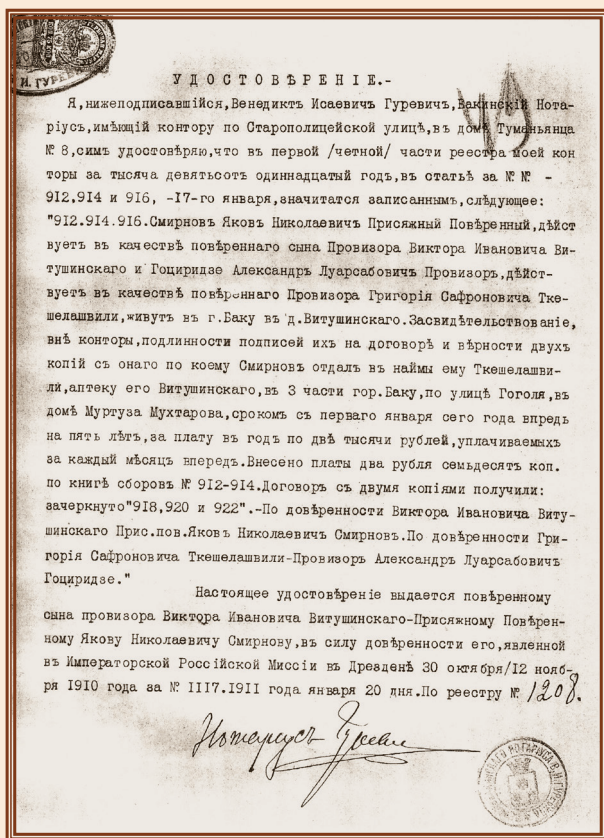 И. ГУРЕ
УДОСТОВѢРЕНІЕ.-
Я,нижеподписавшійся,Венедиктъ Исаевичъ Гуревичъ,Бакинскій Нота-
ріусъ,имѣющій контору по Старополицейской улицѣ,въ домѣ Туманьянца
№ 8,симъ удостовѣряю,что въ первой /четной/ части реестра моей кон
торы за тысяча девятьсотъ одиннадцатый годъ,въ статьѣ за №№ -
912,914 и 916, -17-го января,значится записаннымъ,слѣдующее:
"912.914.916.Смирновъ Яковъ Николаевичъ Присяжный Повѣренный,дѣйст
вуетъ въ качествѣ повѣреннаго сына Провизора Виктора Ивановича Ви-
тушинскаго и Гоциридзе Александръ Луарсабовичъ Провизоръ,дѣйст-
вуетъ въ качествѣ повѣреннаго Провизора Григорія Сафроновича Тке-
шелашвили,живутъ въ г.Баку въ д.Витушинскаго.Засвидѣтельствованіе,
внѣ конторы,подлинности подписей ихъ на договорѣ и вѣрности двухъ
копій съ онаго по коему Смирновъ отдалъ въ наймы ему Ткешелашви-
ли,аптеку его Витушинскаго,въ 3 части гор.Баку,по улицѣ Гоголя,въ
домѣ Муртуза Мухтарова,срокомъ съ перваго января сего года впредь
на пять лѣтъ,за плату въ годъ по двѣ тысячи рублей,уплачиваемыхъ
за каждый мѣсяцъ впередъ.Внесено платы два рубля семьдесятъ коп.
по книгѣ сборовъ № 912-914.Договоръ съ двумя копіями получили:
зачеркнуто"918,920 и 922".-По довѣренности Виктора Ивановича Виту-
шинскаго Прис.пов.Яковъ Николаевичъ Смирновъ.По довѣренности Гри-
горія Сафроновича Ткешелашвили-Провизоръ Александръ Луарсабовичъ
Гоциридзе."
Настоящее удостовѣреніе выдается повѣренному
сына провизора Виктора Ивановича Витушинскаго-Присяжному Повѣрен-
ному Якову Николаевичу Смирнову,въ силу довѣренности его,явленной
въ Императорской Россійской Миссіи въ Дрезденѣ 30 октября/12 нояб-
ря 1910 года за № III7.1911 года января 20 дня.По реестру № 1208.
Нотаріусъ Гуревич
НОТАРІУСА В.И.ГУРЕВИЧА